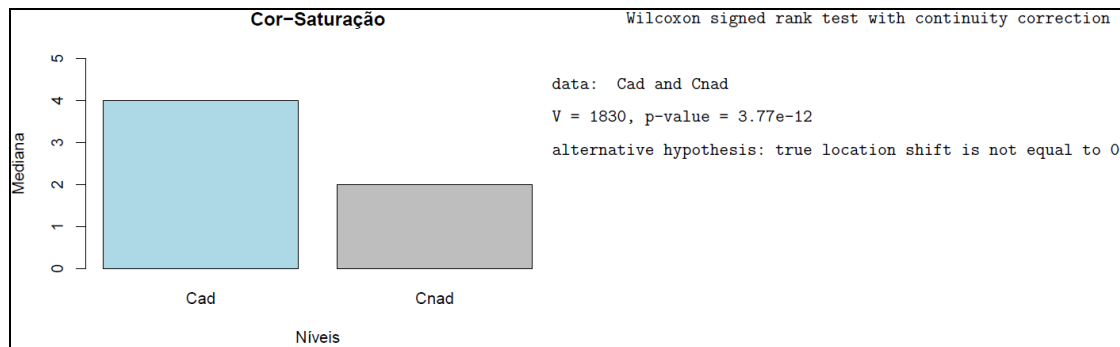 Cor−Saturação
Mediana
5
4
3
2
1
0
Cad
Cnad
Níveis
Wilcoxon signed rank test with continuity correction
data: Cad and Cnad
V = 1830, p-value = 3.77e-12
alternative hypothesis: true location shift is not equal to 0